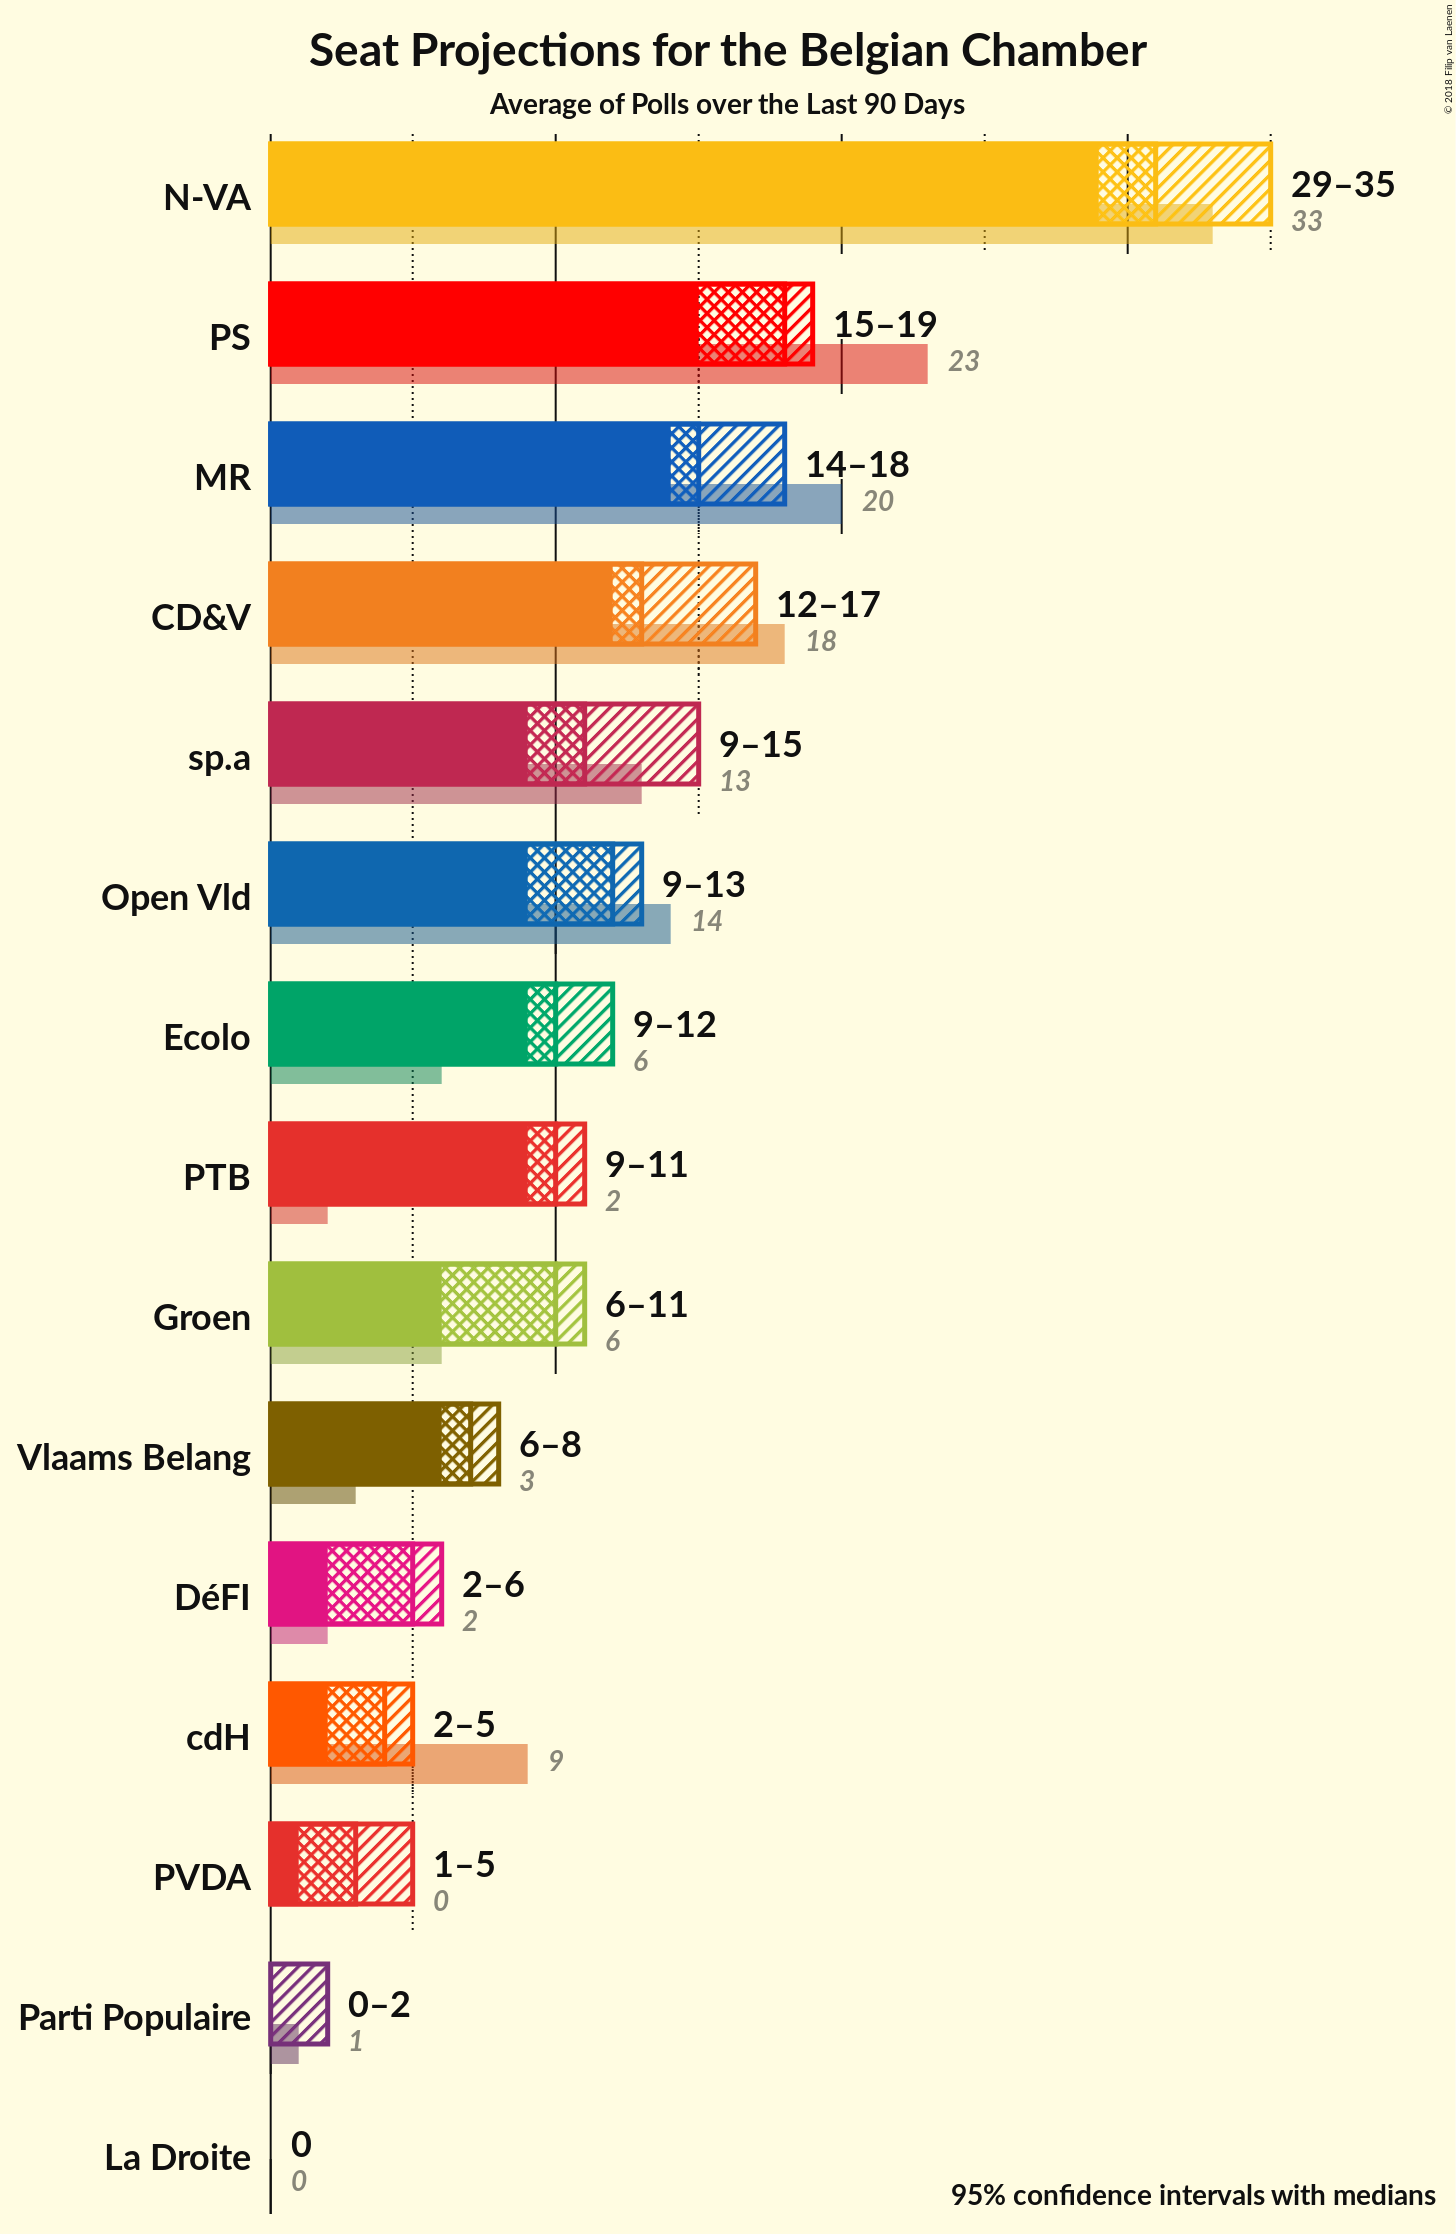 Seat Projections for the Belgian Chamber
Average of Polls over the Last 90 Days
© 2018 Filip van Laenen
N-VA
29–35
33
PS
15–19
23
MR
14–18
20
CD&V
12–17
18
sp.a
9–15
13
Open Vld
9–13
14
Ecolo
9–12
6
PTB
9–11
2
Groen
6–11
6
Vlaams Belang
6–8
3
DéFI
2–6
2
cdH
2–5
9
PVDA
1–5
0
Parti Populaire
0–2
1
La Droite
0
0
95% confidence intervals with medians